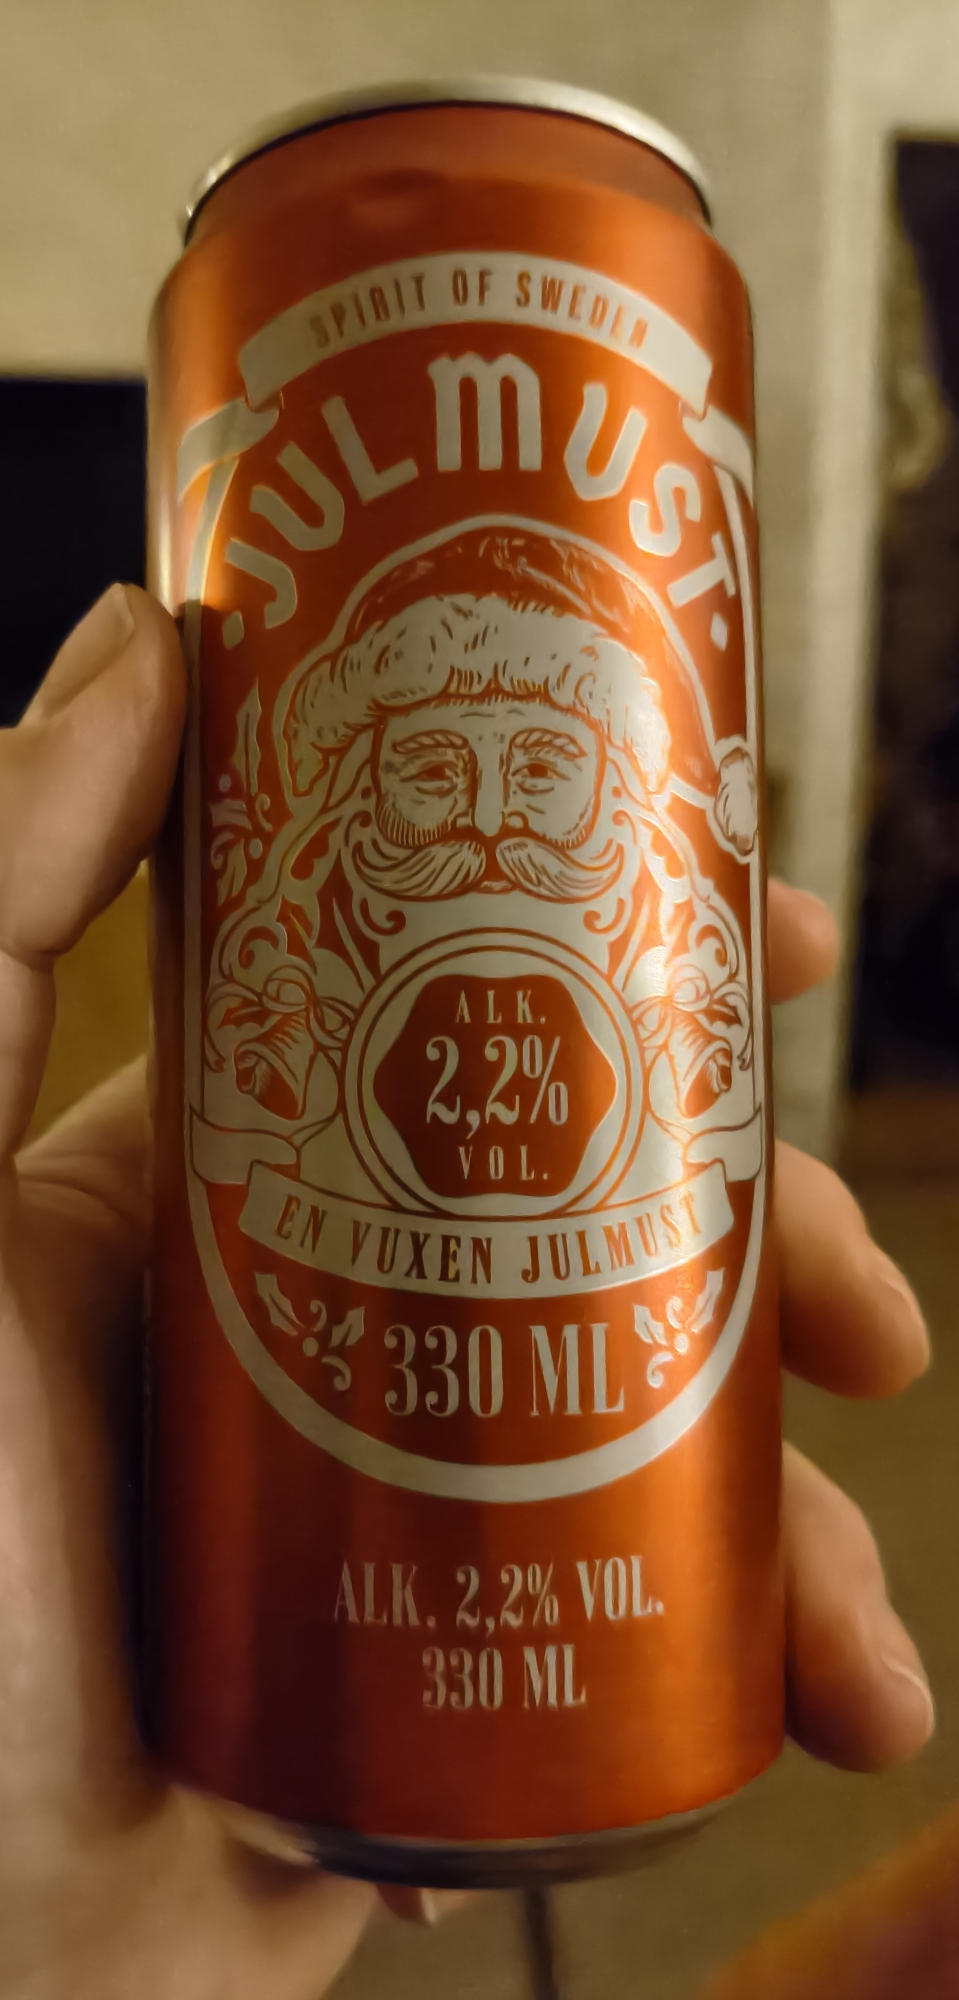 SPIRIT OF SWEDEN
·JULMUST·
ALK.
2,2%
VOL.
EN VUXEN JULMUST
330 ML
ALK. 2,2% VOL.
330 ML